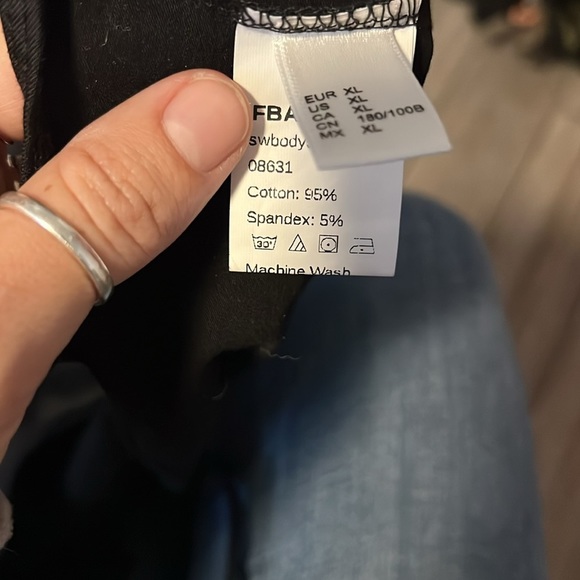 EUR XL
US XL
CA XL
CN 180/100B
MX XL
FBA
swbody
08631
Cotton: 95%
Spandex: 5%
30°
Machine Wash